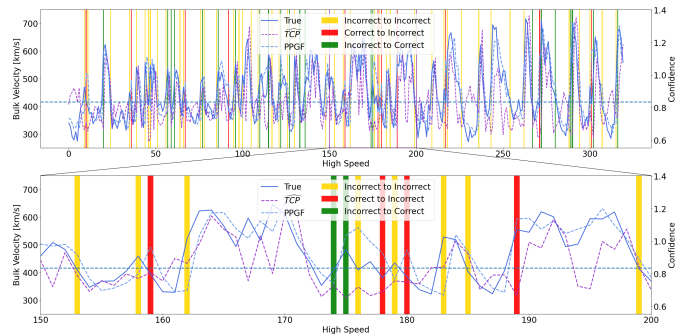 True
TCP
PPGF
Incorrect to Incorrect
Correct to Incorrect
Incorrect to Correct
Bulk Velocity [km/s]
700
600
500
400
300
1.4
1.2
1.0
0.8
0.6
Confidence
0
50
100
150
200
250
300
High Speed
True
TCP
PPGF
Incorrect to Incorrect
Correct to Incorrect
Incorrect to Correct
Bulk Velocity [km/s]
700
600
500
400
300
1.4
1.2
1.0
0.8
0.6
Confidence
150
160
170
180
190
200
High Speed